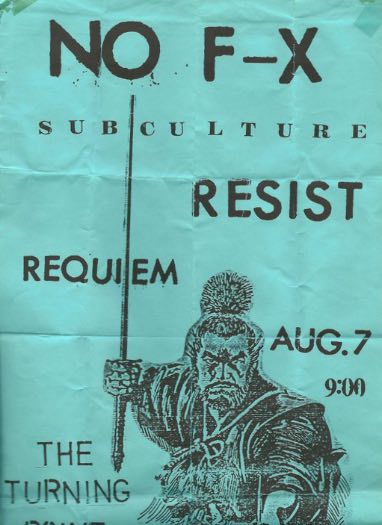 NO F-X
SUBCULTURE
RESIST
REQUIEM
AUG. 7
9:00
THE
TURNING